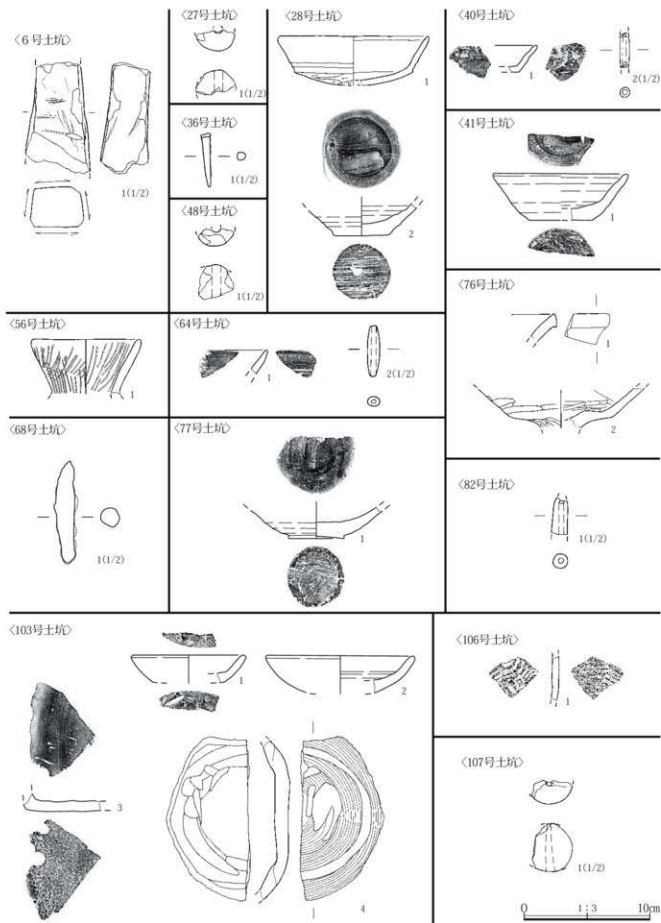 〈6号土坑〉
1(1/2)
〈27号土坑〉
1(1/2)
〈36号土坑〉
1(1/2)
〈48号土坑〉
1(1/2)
〈28号土坑〉
1
2
〈40号土坑〉
1
2(1/2)
〈41号土坑〉
1
〈56号土坑〉
1
〈64号土坑〉
1
2(1/2)
〈76号土坑〉
1
2
〈68号土坑〉
1(1/2)
〈77号土坑〉
1
〈82号土坑〉
1(1/2)
〈103号土坑〉
1
2
3
4
〈106号土坑〉
1
〈107号土坑〉
1(1/2)
0 1:3 10cm